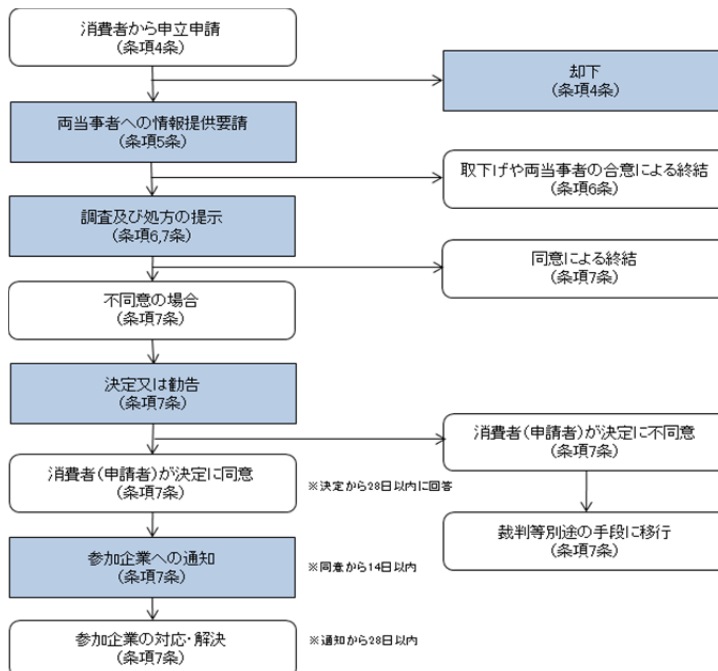 消費者から申立申請
(条項4条)
却下
(条項4条)
両当事者への情報提供要請
(条項5条)
取下げや両当事者の合意による終結
(条項6条)
調査及び処方の提示
(条項6,7条)
同意による終結
(条項7条)
不同意の場合
(条項7条)
決定又は勧告
(条項7条)
消費者(申請者)が決定に不同意
(条項7条)
消費者(申請者)が決定に同意
(条項7条)
※決定から28日以内に回答
裁判等別途の手段に移行
(条項7条)
参加企業への通知
(条項7条)
※同意から14日以内
参加企業の対応・解決
(条項7条)
※通知から28日以内